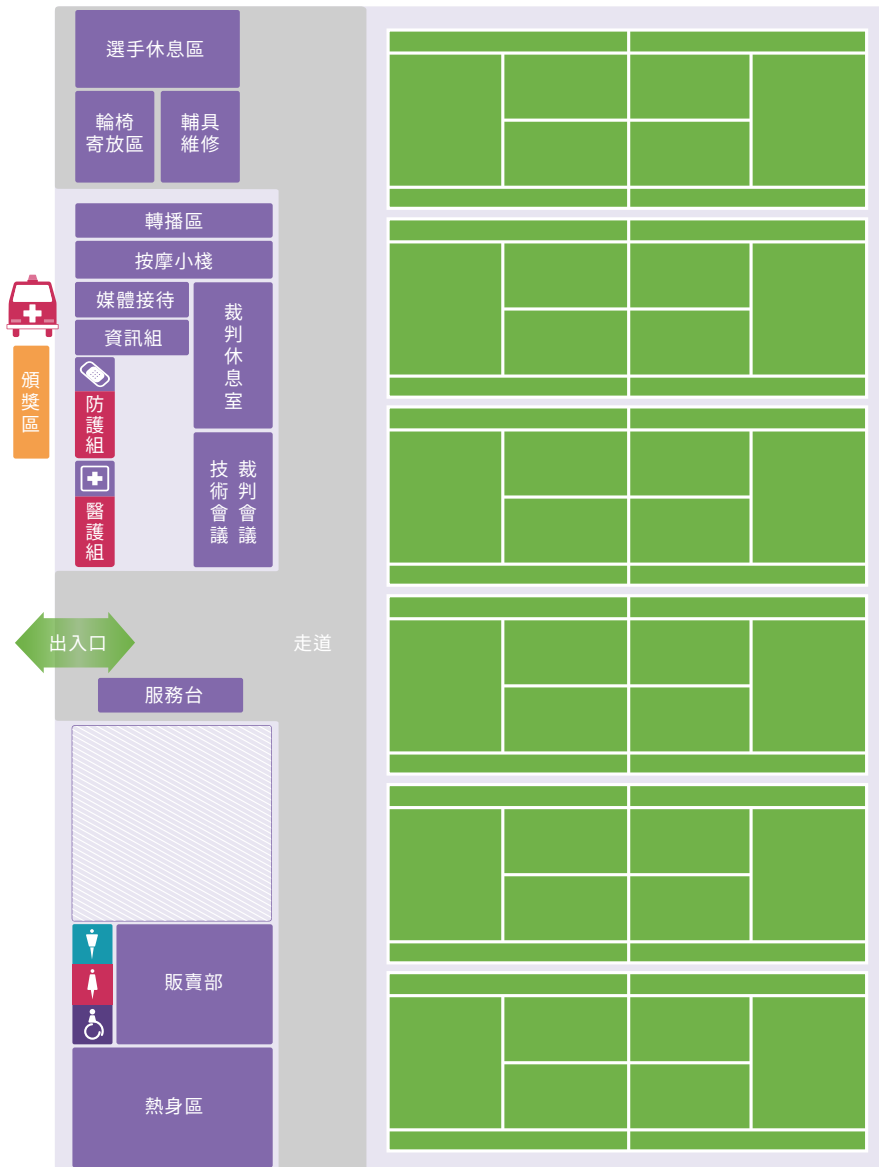 選手休息區
輪椅
寄放區
輔具
維修
轉播區
按摩小棧
媒體接待
資訊組
裁判休息室
頒獎區
防護組
裁判會議
技術會議
醫護組
出入口
走道
服務台
販賣部
熱身區